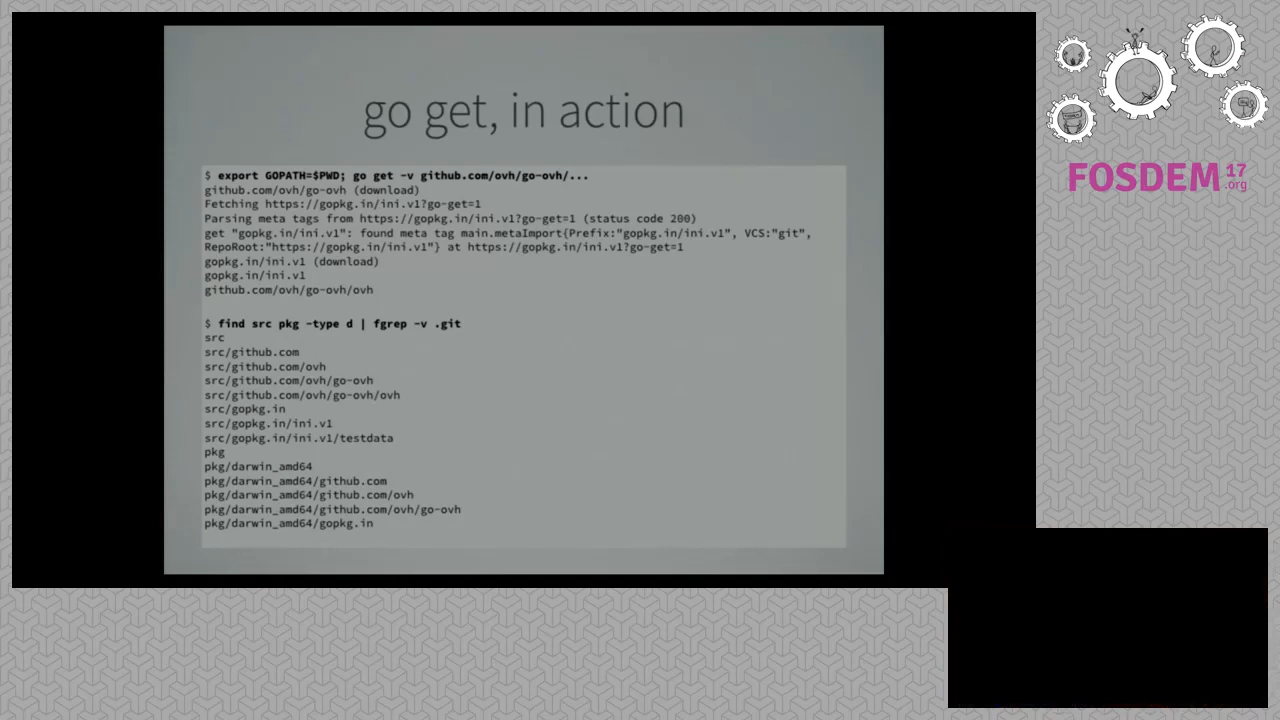 go get, in action
$ export GOPATH=$PWD; go get -v github.com/ovh/go-ovh/...
github.com/ovh/go-ovh (download)
Fetching https://gopkg.in/ini.v1?go-get=1
Parsing meta tags from https://gopkg.in/ini.v1?go-get=1 (status code 200)
get "gopkg.in/ini.v1": found meta tag main.metaImport{Prefix:"gopkg.in/ini.v1", VCS:"git",
RepoRoot:"https://gopkg.in/ini.v1"} at https://gopkg.in/ini.v1?go-get=1
gopkg.in/ini.v1 (download)
gopkg.in/ini.v1
github.com/ovh/go-ovh/ovh
$ find src pkg -type d | fgrep -v .git
src
src/github.com
src/github.com/ovh
src/github.com/ovh/go-ovh
src/github.com/ovh/go-ovh/ovh
src/gopkg.in
src/gopkg.in/ini.v1
src/gopkg.in/ini.v1/testdata
pkg
pkg/darwin_amd64
pkg/darwin_amd64/github.com
pkg/darwin_amd64/github.com/ovh
pkg/darwin_amd64/github.com/ovh/go-ovh
pkg/darwin_amd64/gopkg.in
FOSDEM 17
.org